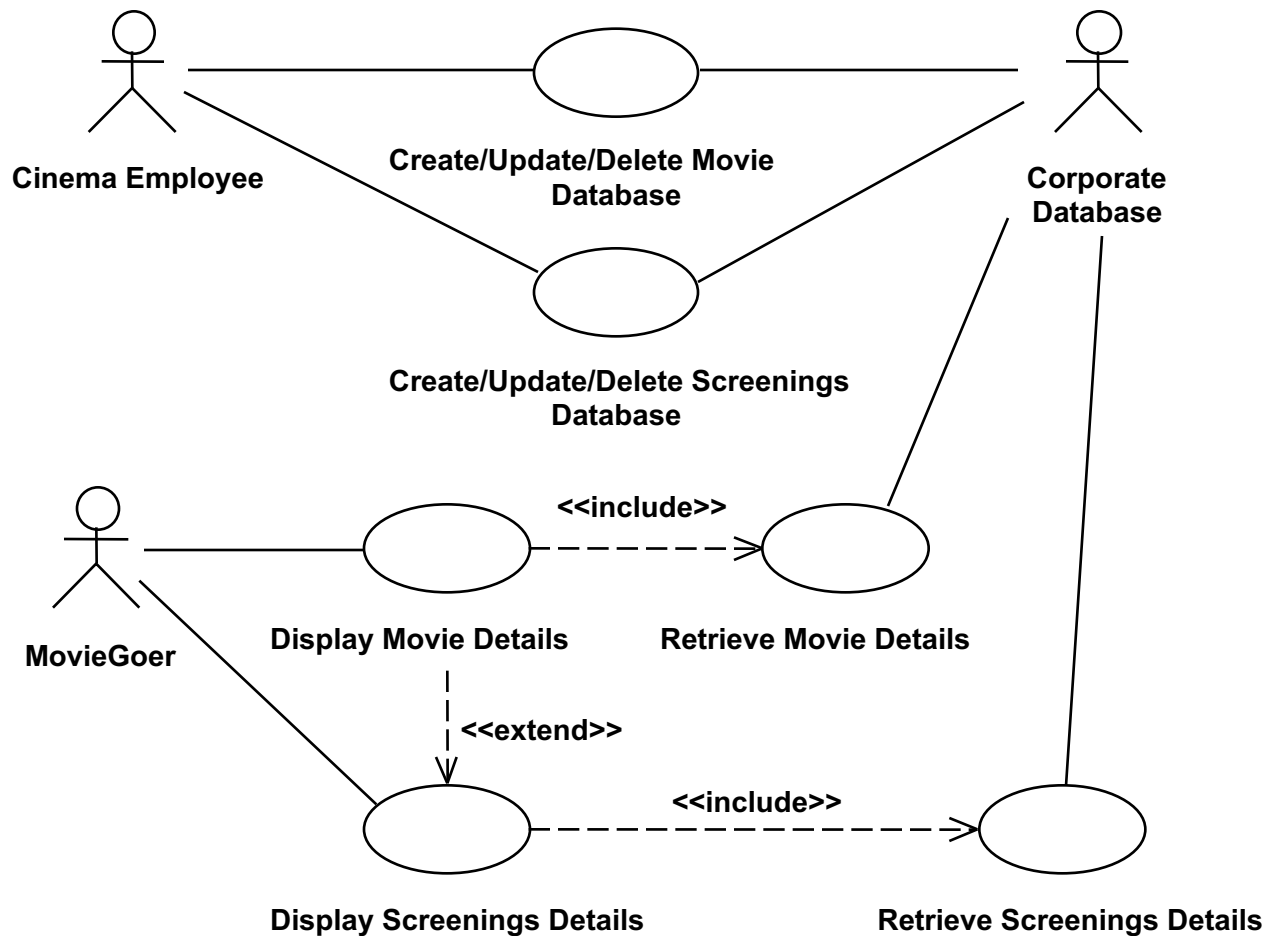 Create/Update/Delete Movie
Database
Cinema Employee
Corporate
Database
Create/Update/Delete Screenings
Database
<<include>>
Display Movie Details
Retrieve Movie Details
MovieGoer
<<extend>>
<<include>>
Display Screenings Details
Retrieve Screenings Details